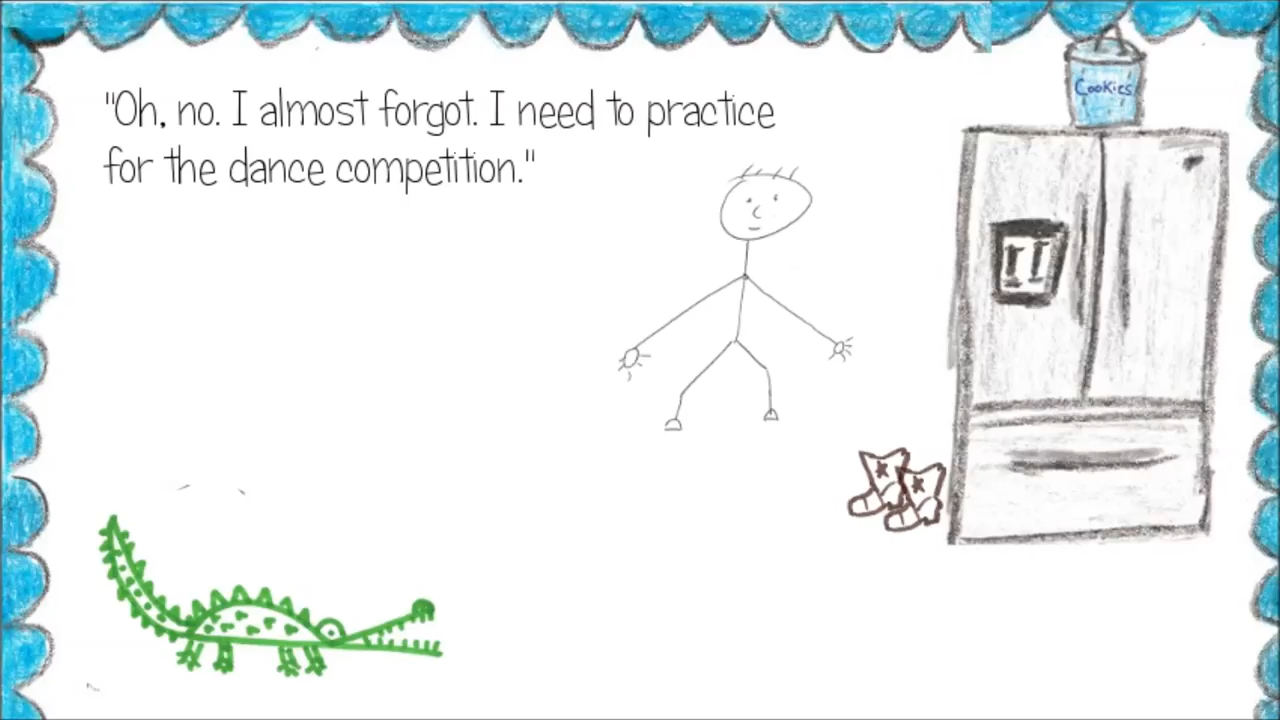 "Oh, no. I almost forgot. I need to practice
for the dance competition."
Cookies